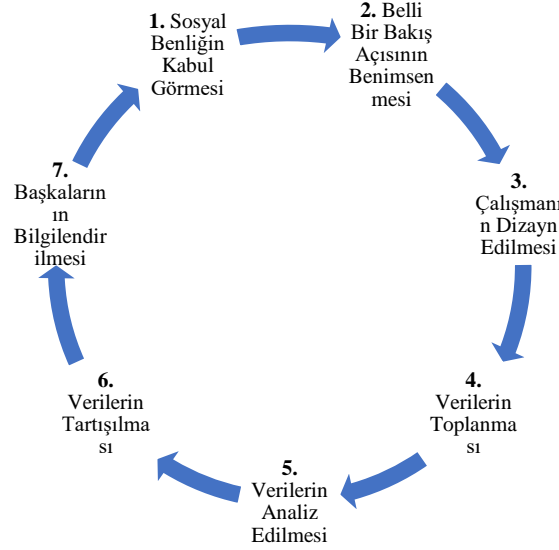 1. Sosyal
Benliğin
Kabul
Görmesi
2. Belli
Bir Bakış
Açısının
Benimsen
mesi
3.
Çalışmanı
n Dizayn
Edilmesi
4.
Verilerin
Toplanma
sı
5.
Verilerin
Analiz
Edilmesi
6.
Verilerin
Tartışılma
sı
7.
Başkaların
ın
Bilgilendir
ilmesi